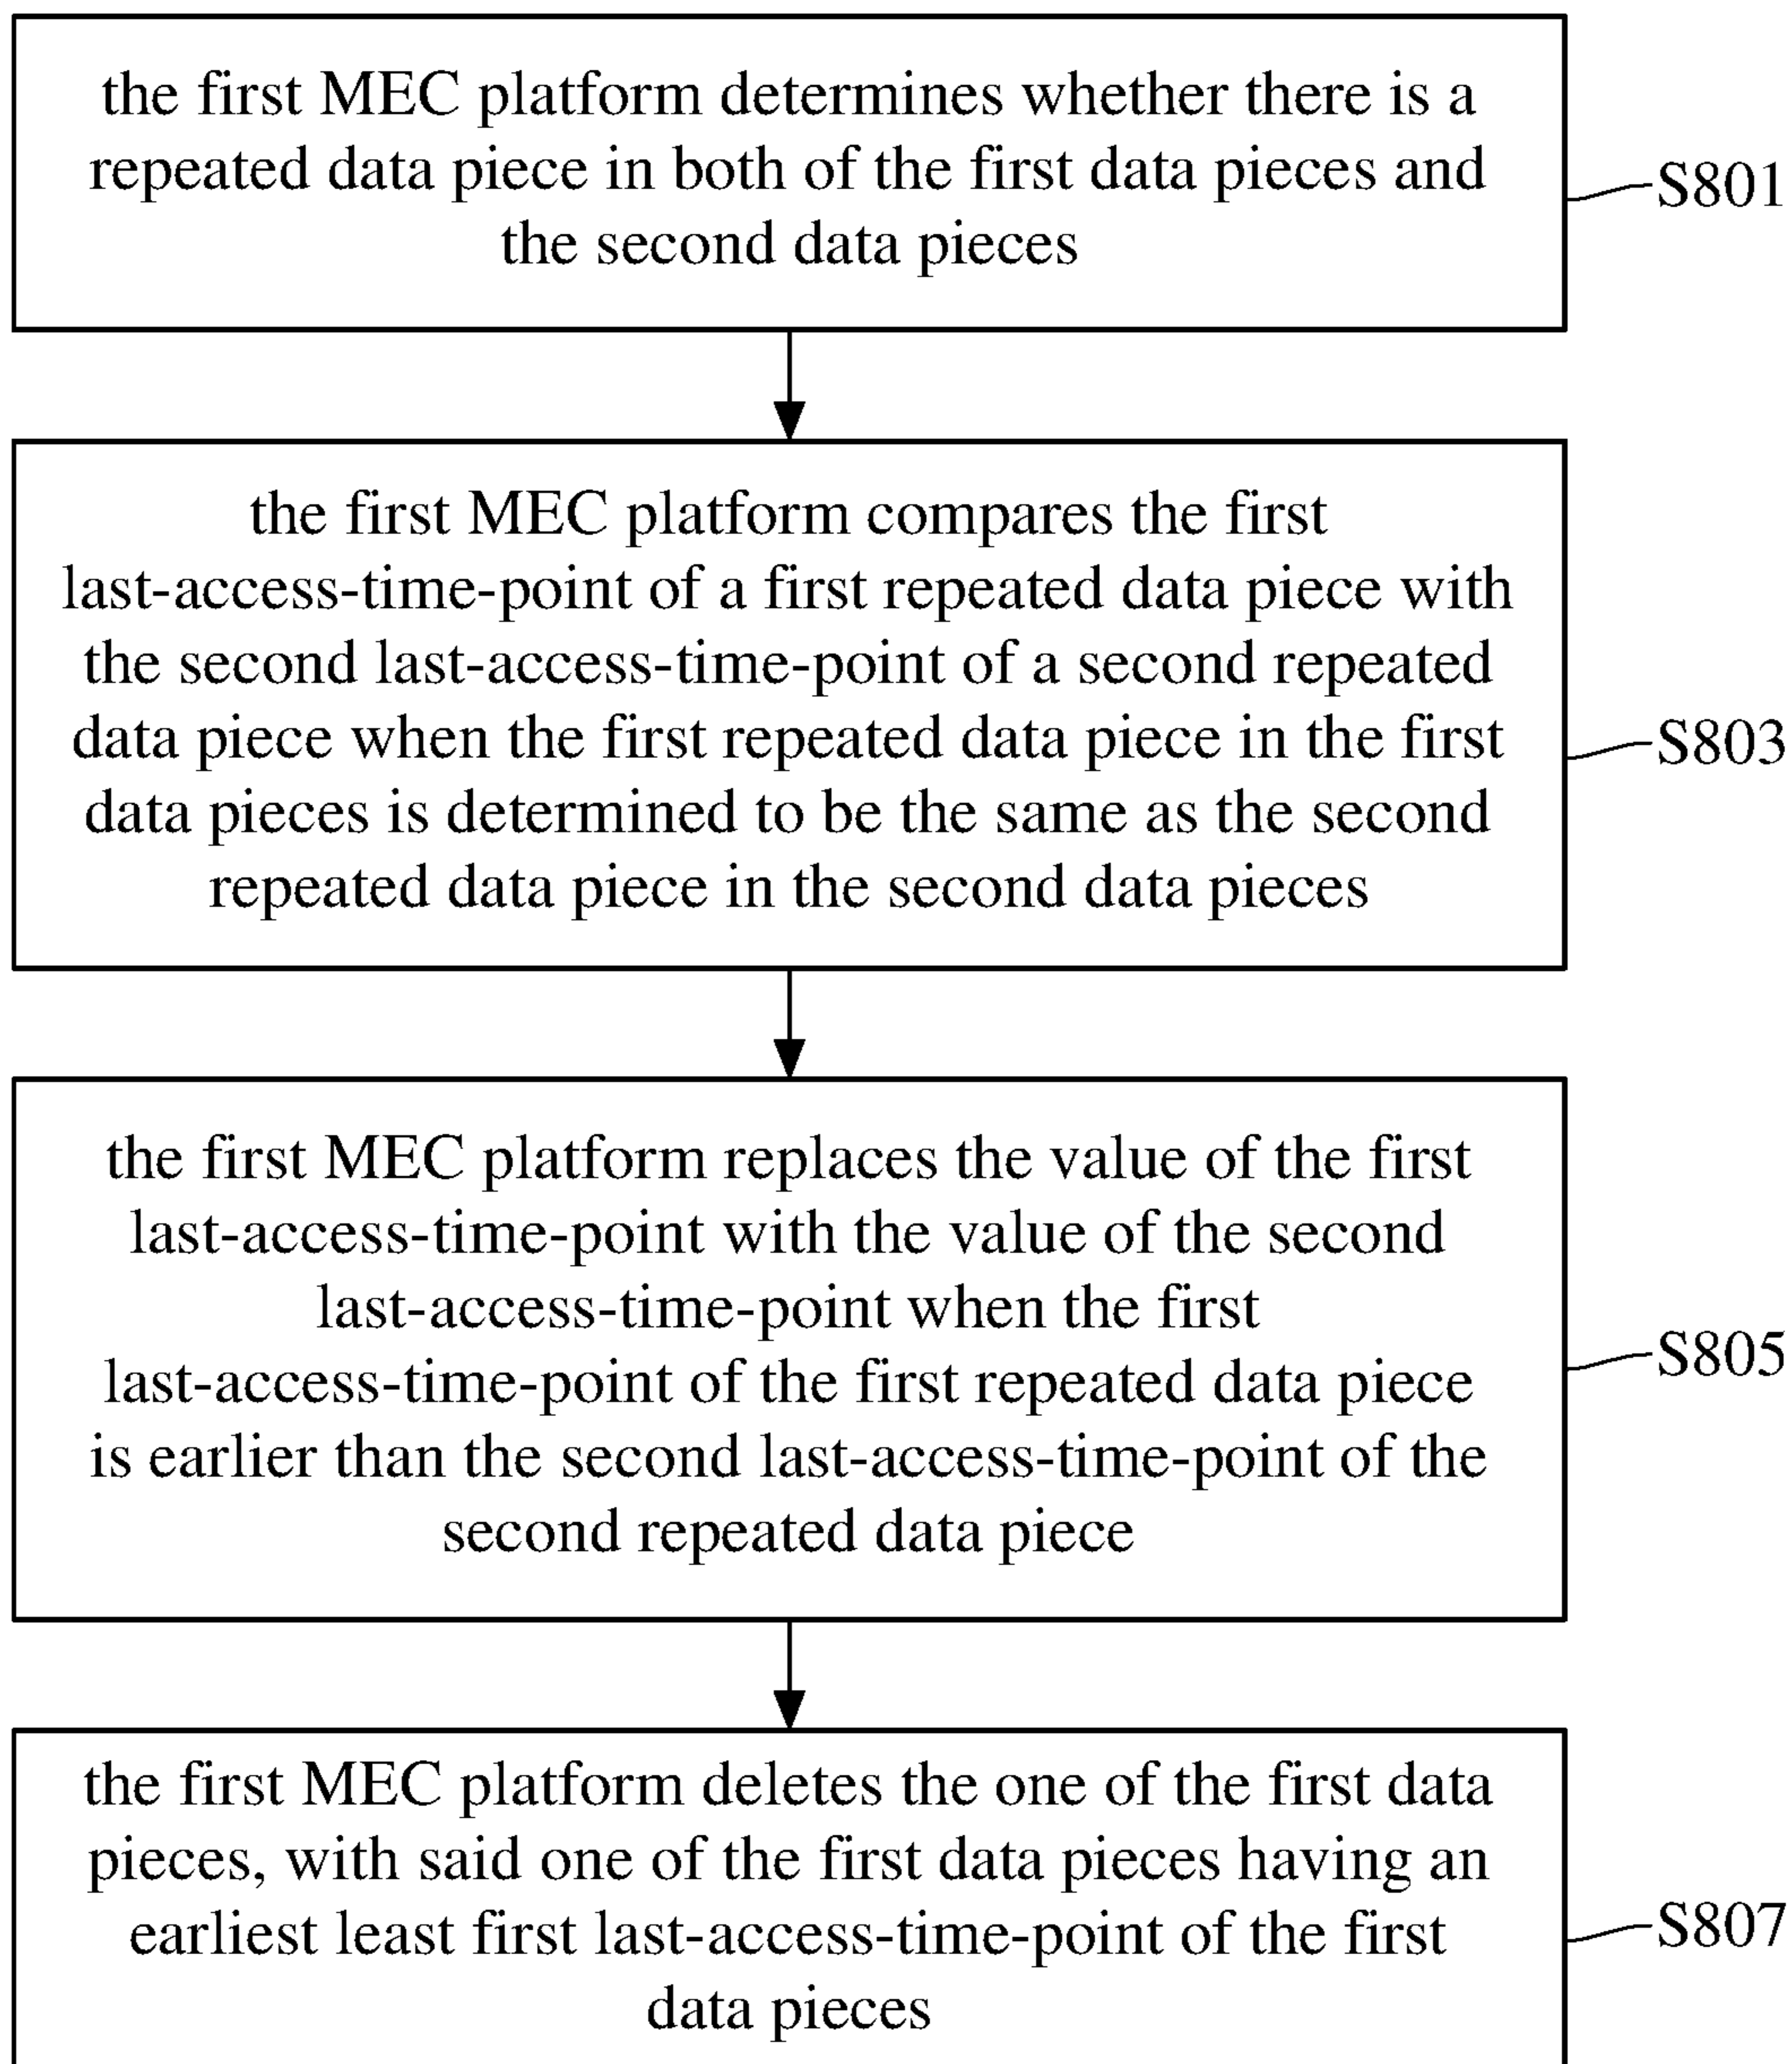 the first MEC platform determines whether there is a
repeated data piece in both of the first data pieces and
the second data pieces
S801
the first MEC platform compares the first
last-access-time-point of a first repeated data piece with
the second last-access-time-point of a second repeated
data piece when the first repeated data piece in the first
data pieces is determined to be the same as the second
repeated data piece in the second data pieces
S803
the first MEC platform replaces the value of the first
last-access-time-point with the value of the second
last-access-time-point when the first
last-access-time-point of the first repeated data piece
is earlier than the second last-access-time-point of the
second repeated data piece
S805
the first MEC platform deletes the one of the first data
pieces, with said one of the first data pieces having an
earliest least first last-access-time-point of the first
data pieces
S807